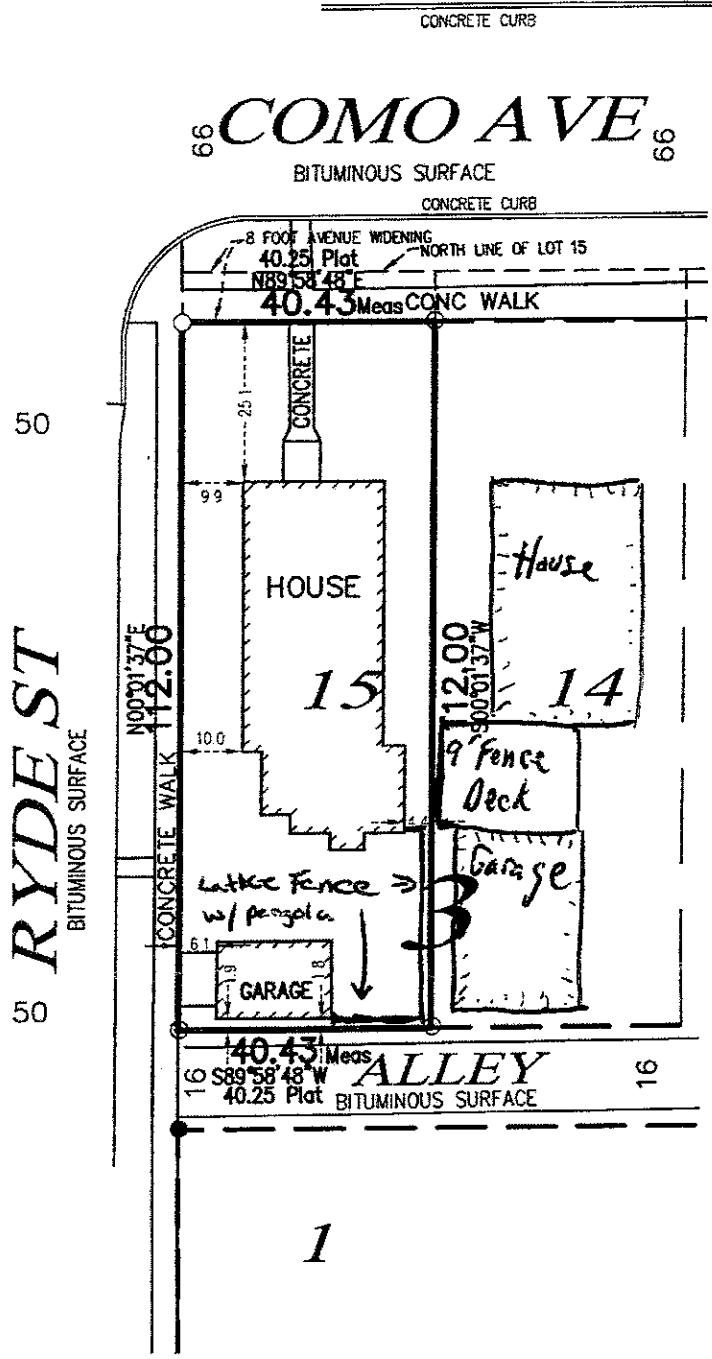 CONCRETE CURB
66 COMO AVE 66
BITUMINOUS SURFACE
CONCRETE CURB
8 FOOT AVENUE WIDENING
NORTH LINE OF LOT 15
40.25 Plat
N89°58'48"E
40.43 Meas
CONC WALK
CONCRETE
25.1
50
9.9
HOUSE
House
RYDE ST
BITUMINOUS SURFACE
N00°01'37"E
112.00
CONCRETE WALK
15
112.00
S00°01'37"W
14
10.0
9' Fence
Deck
Lattice Fence
w/ pergola
Garage
6.1
1.9
1.8
GARAGE
50
40.43 Meas
S89°58'48"W
40.25 Plat
16
ALLEY
16
BITUMINOUS SURFACE
1